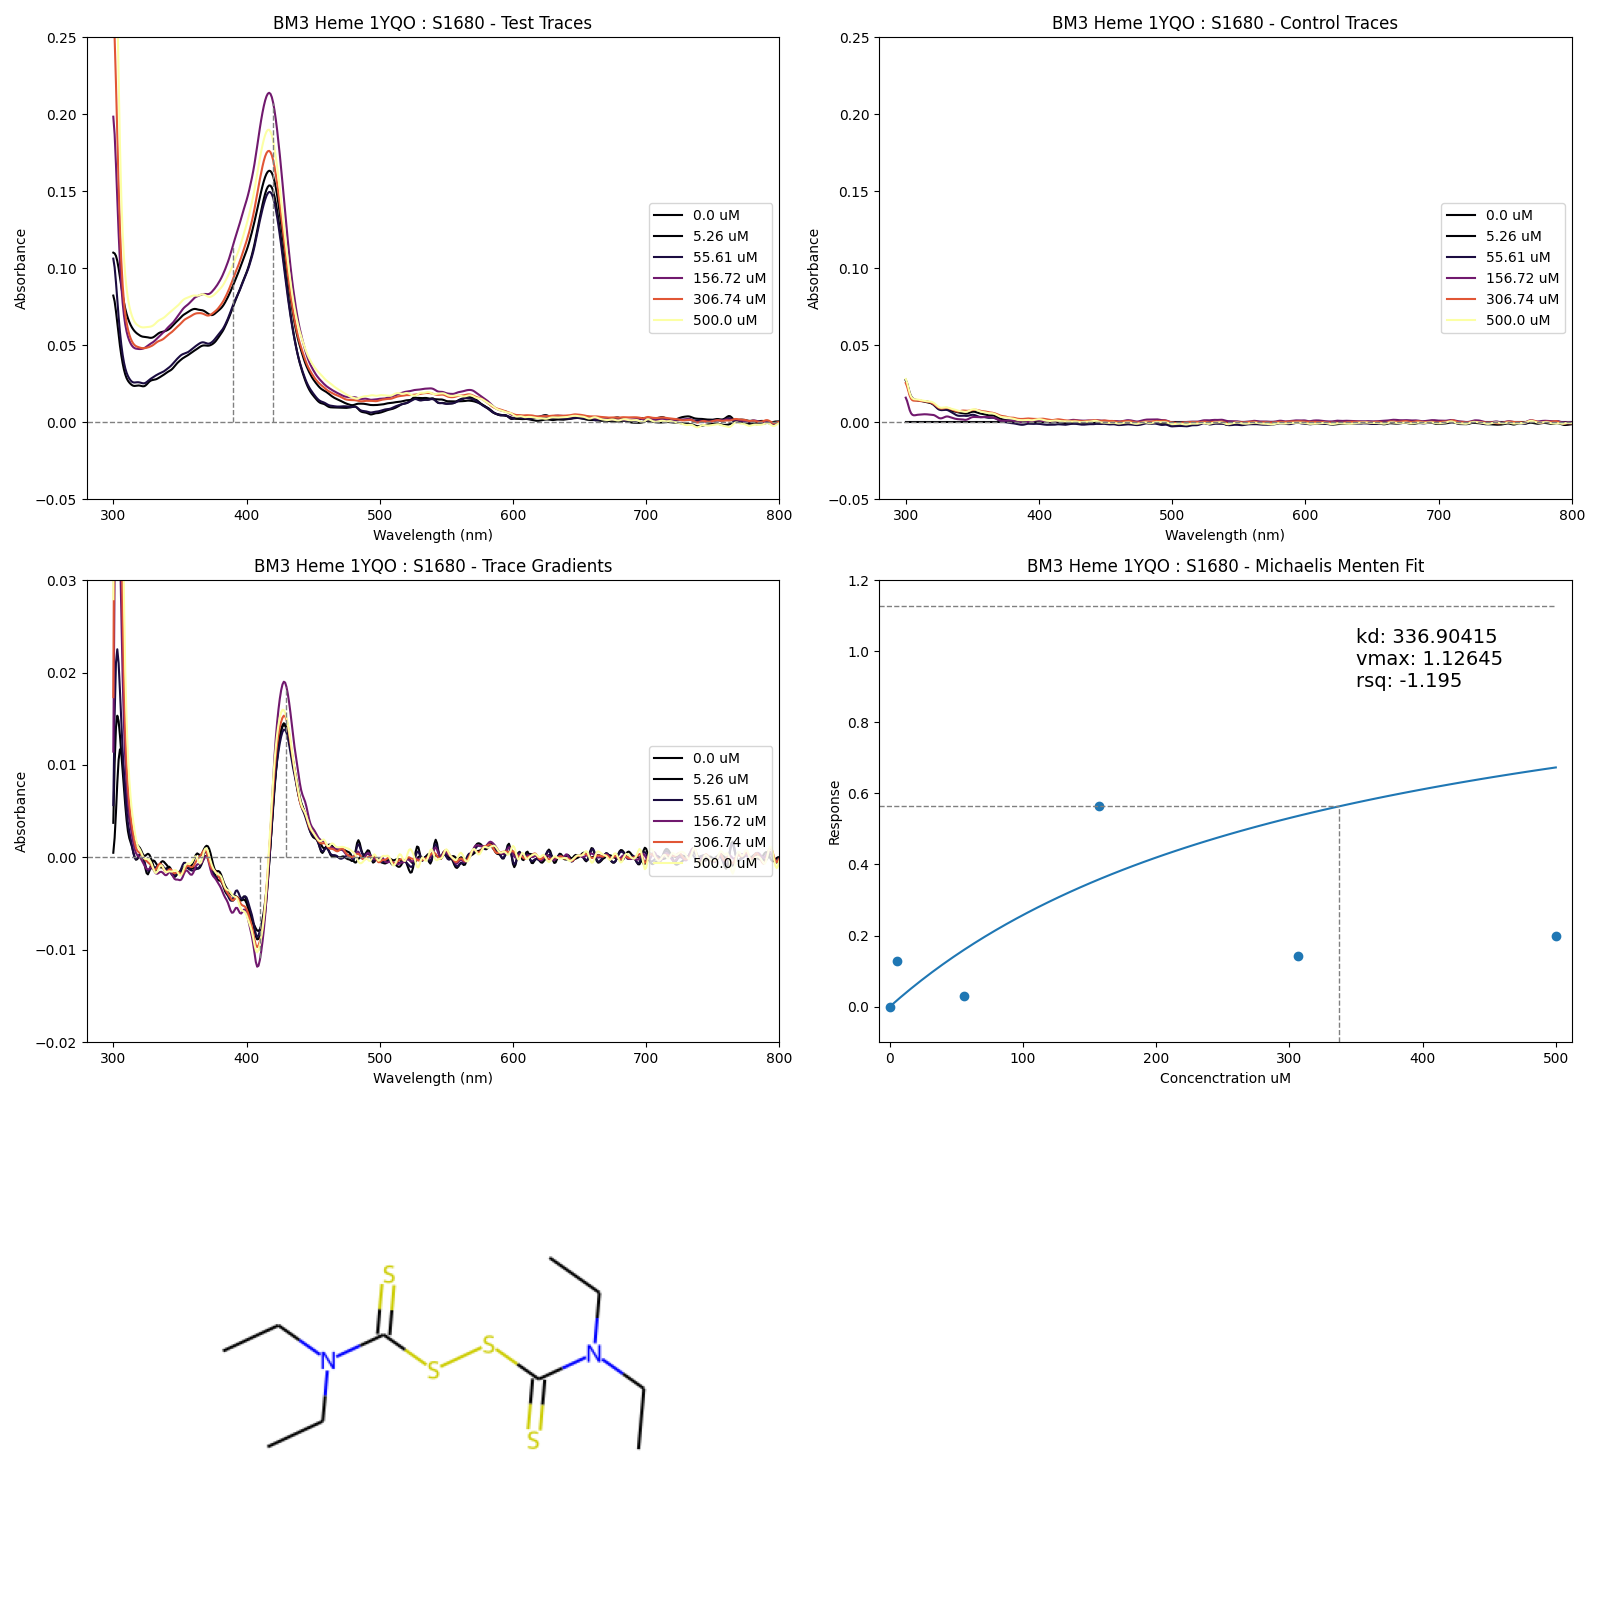 BM3 Heme 1YQO : S1680 - Test Traces
0.25
0.20
0.15
0.10
0.05
0.00
−0.05
Absorbance
300 400 500 600 700 800
Wavelength (nm)
0.0 uM
5.26 uM
55.61 uM
156.72 uM
306.74 uM
500.0 uM
BM3 Heme 1YQO : S1680 - Control Traces
0.25
0.20
0.15
0.10
0.05
0.00
−0.05
Absorbance
300 400 500 600 700 800
Wavelength (nm)
0.0 uM
5.26 uM
55.61 uM
156.72 uM
306.74 uM
500.0 uM
BM3 Heme 1YQO : S1680 - Trace Gradients
0.03
0.02
0.01
0.00
−0.01
−0.02
Absorbance
300 400 500 600 700 800
Wavelength (nm)
0.0 uM
5.26 uM
55.61 uM
156.72 uM
306.74 uM
500.0 uM
BM3 Heme 1YQO : S1680 - Michaelis Menten Fit
1.2
1.0
0.8
0.6
0.4
0.2
0.0
Response
kd: 336.90415
vmax: 1.12645
rsq: -1.195
0 100 200 300 400 500
Concenctration uM
S
S
N
S
N
S